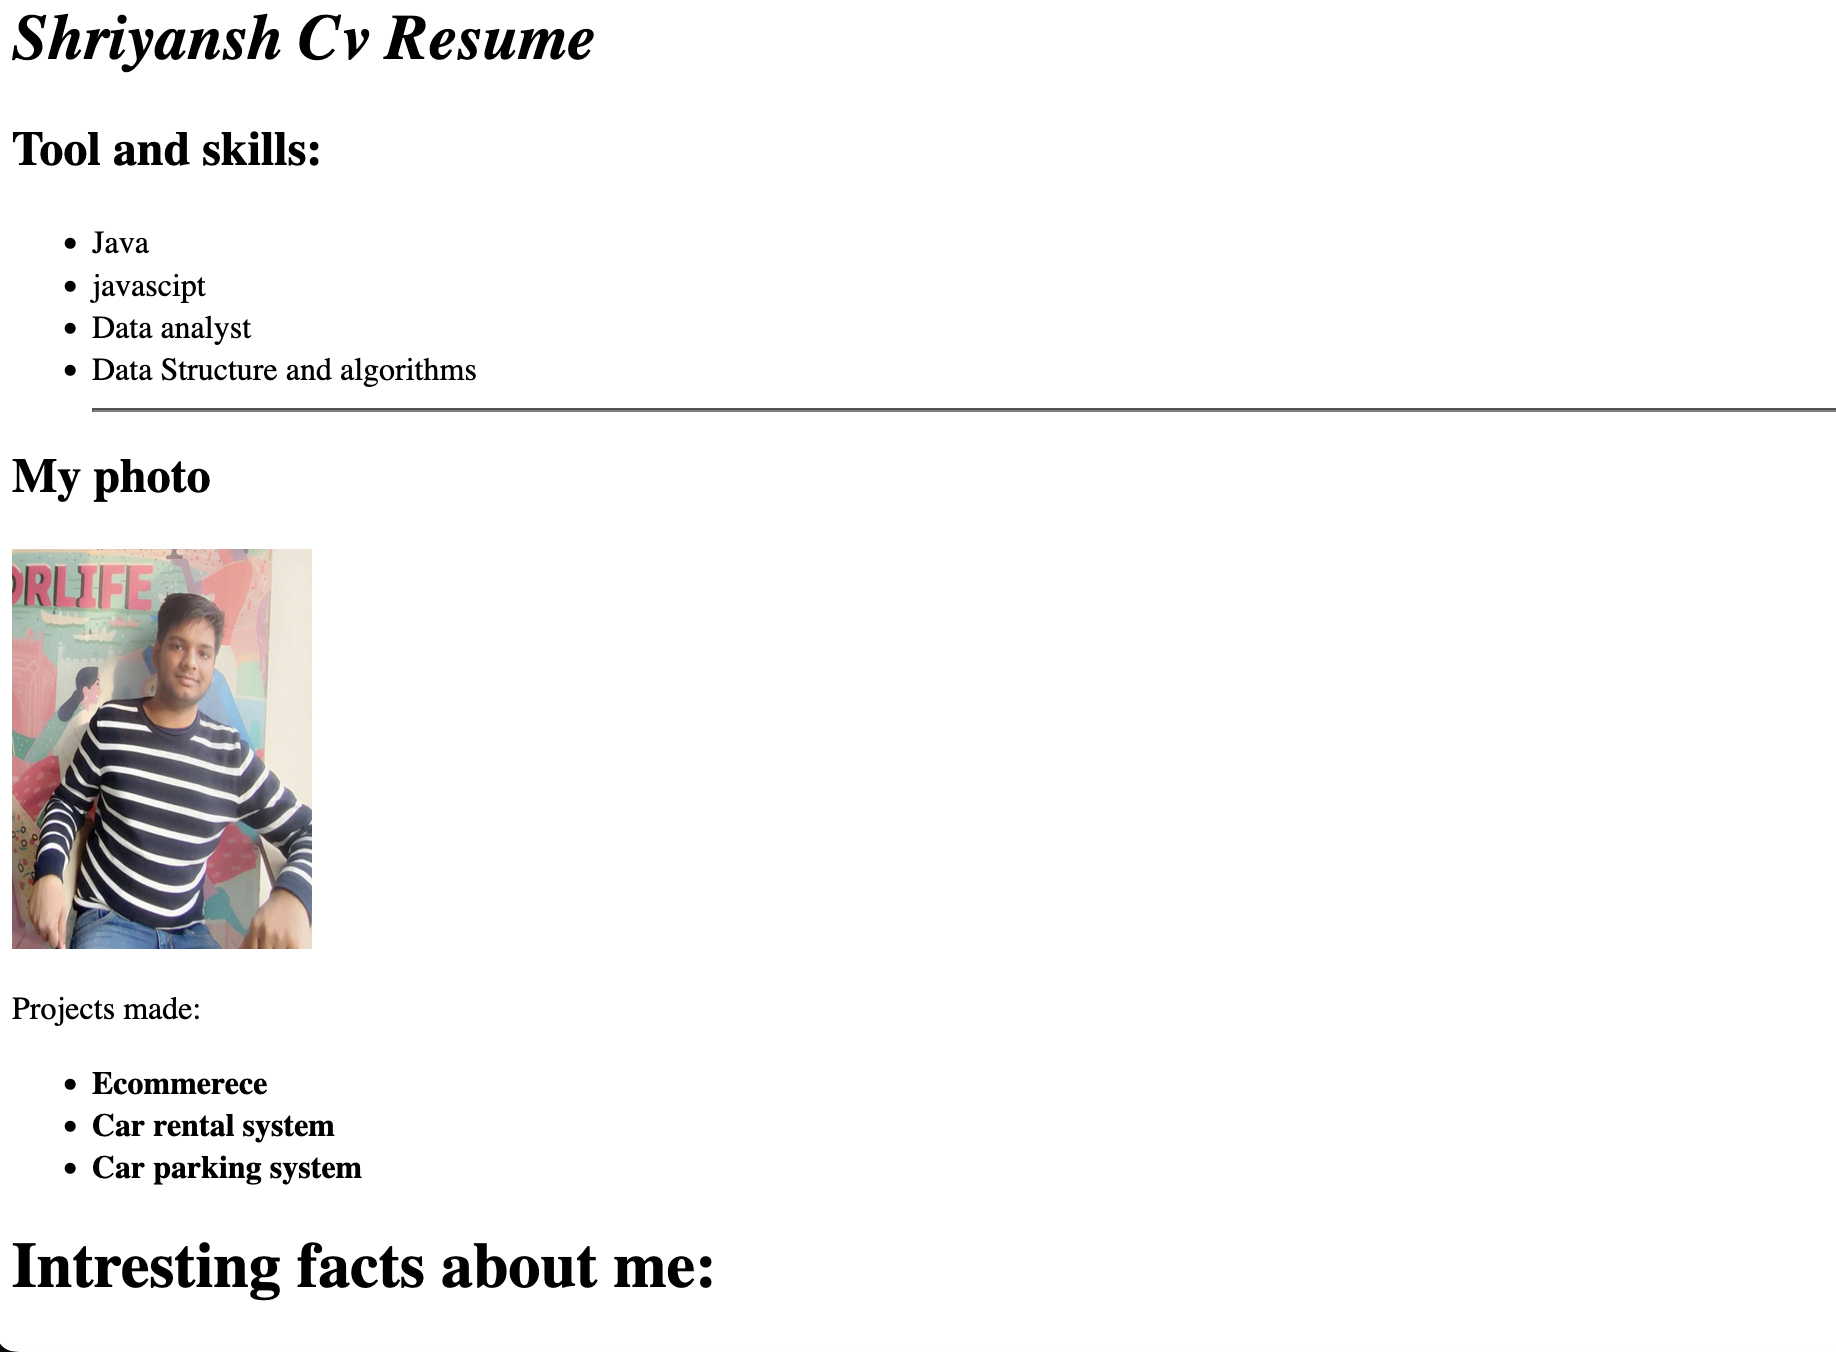 Shriyansh Cv Resume
Tool and skills:
Java
javascipt
Data analyst
Data Structure and algorithms
My photo
ORLIFE
Projects made:
Ecommerece
Car rental system
Car parking system
Intresting facts about me: